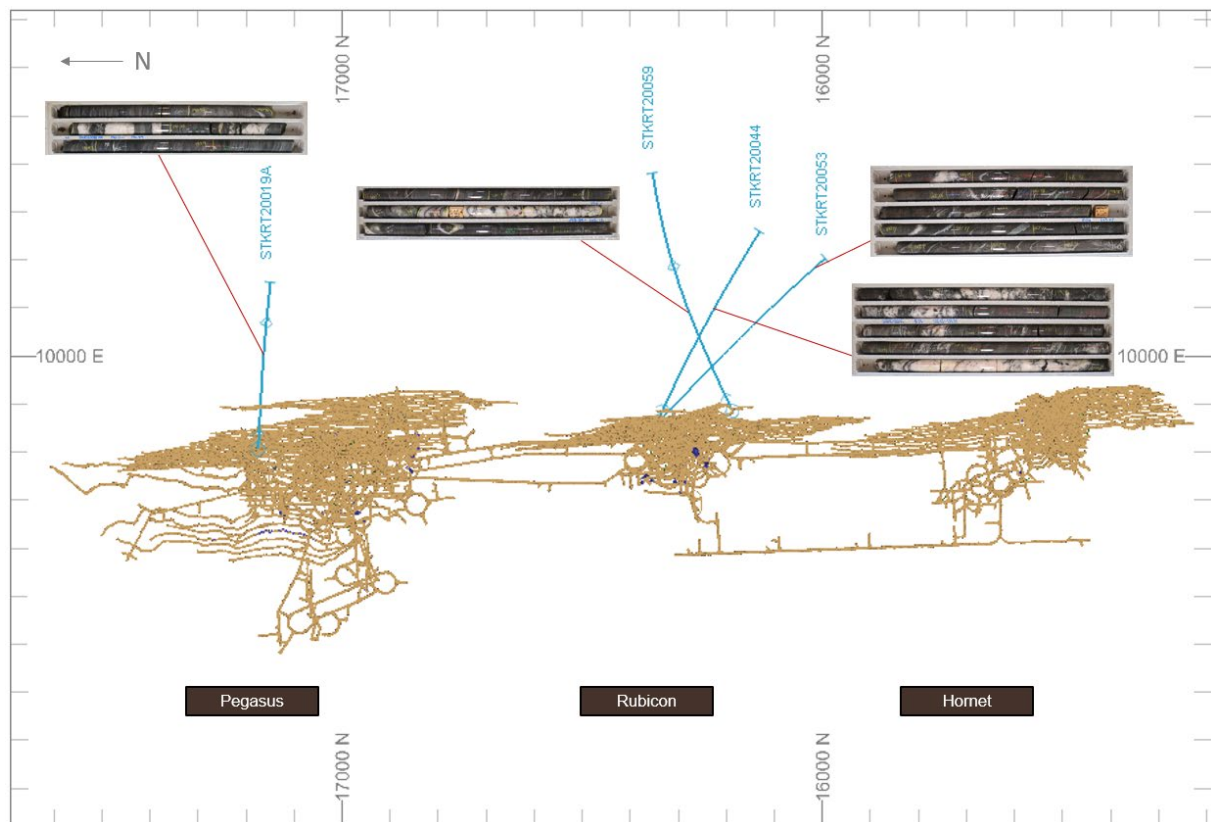 N
17000 N
16000 N
STKRT20019A
STKRT20059
STKRT20044
STKRT20053
10000 E
10000 E
Pegasus
Rubicon
Hornet
17000 N
16000 N